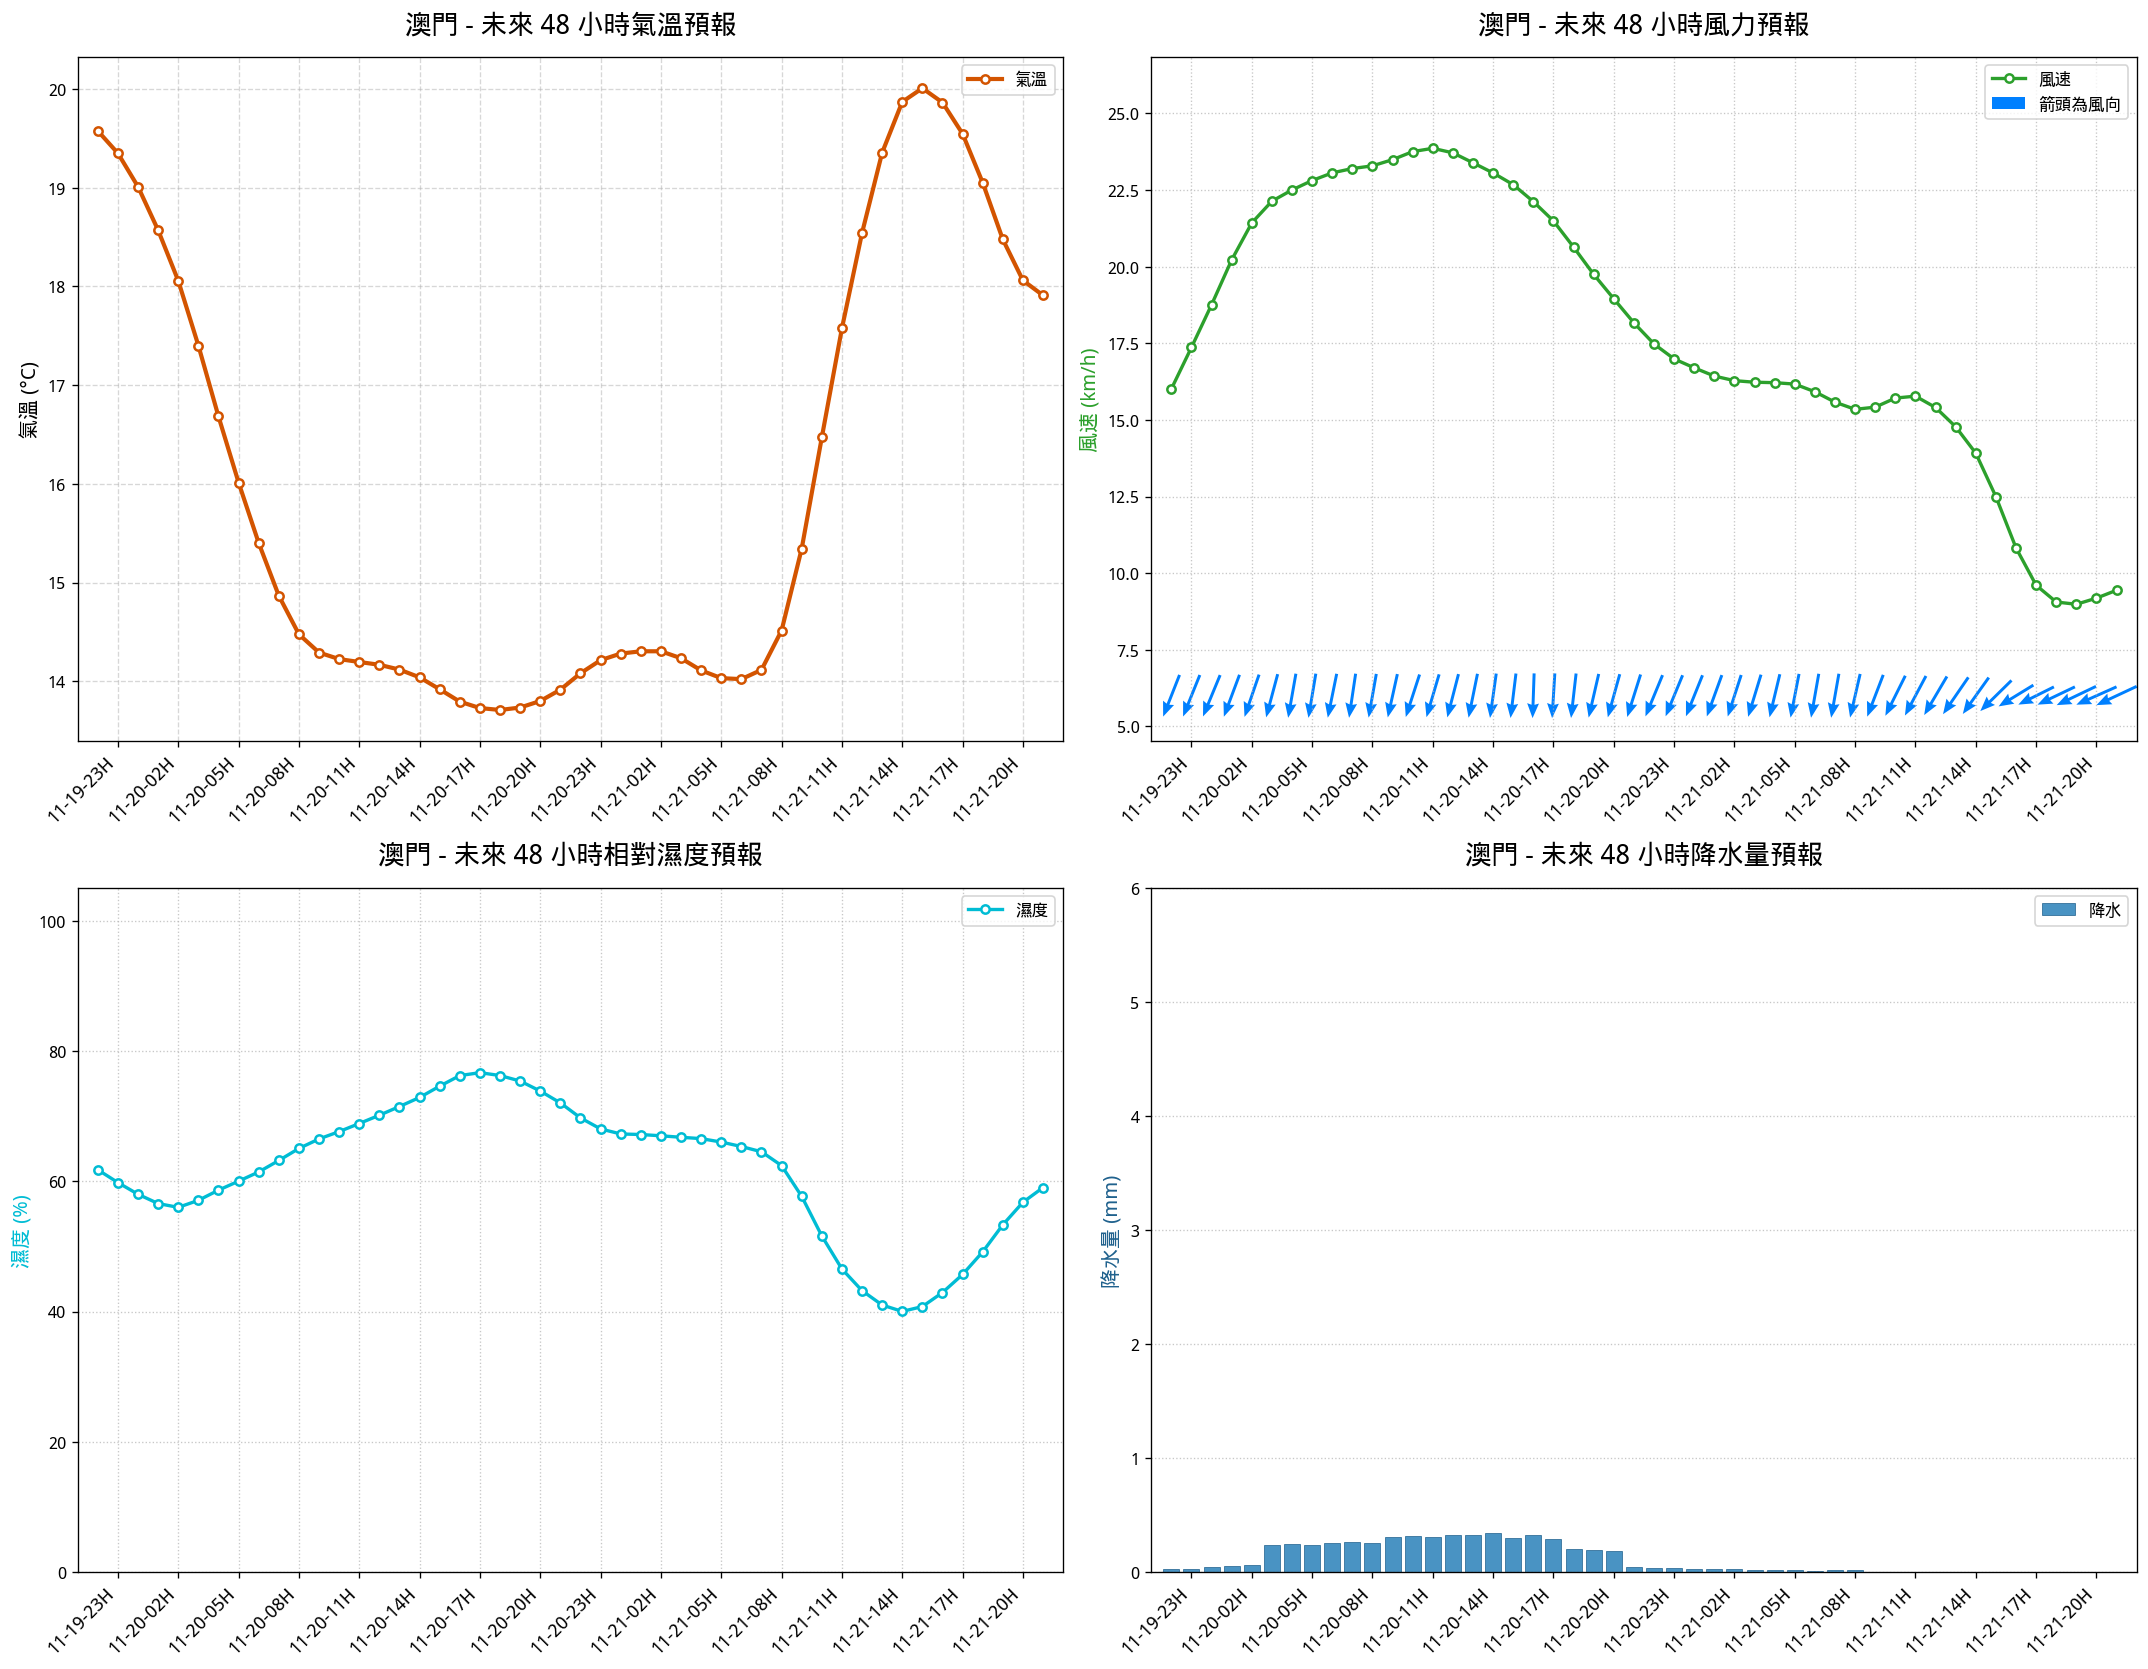 澳門 - 未來 48 小時氣溫預報
氣溫
氣溫 (°C)
20
19
18
17
16
15
14
11-19-23H
11-20-02H
11-20-05H
11-20-08H
11-20-11H
11-20-14H
11-20-17H
11-20-20H
11-20-23H
11-21-02H
11-21-05H
11-21-08H
11-21-11H
11-21-14H
11-21-17H
11-21-20H
澳門 - 未來 48 小時風力預報
風速
箭頭為風向
風速 (km/h)
25.0
22.5
20.0
17.5
15.0
12.5
10.0
7.5
5.0
11-19-23H
11-20-02H
11-20-05H
11-20-08H
11-20-11H
11-20-14H
11-20-17H
11-20-20H
11-20-23H
11-21-02H
11-21-05H
11-21-08H
11-21-11H
11-21-14H
11-21-17H
11-21-20H
澳門 - 未來 48 小時相對濕度預報
濕度
濕度 (%)
100
80
60
40
20
0
11-19-23H
11-20-02H
11-20-05H
11-20-08H
11-20-11H
11-20-14H
11-20-17H
11-20-20H
11-20-23H
11-21-02H
11-21-05H
11-21-08H
11-21-11H
11-21-14H
11-21-17H
11-21-20H
澳門 - 未來 48 小時降水量預報
降水
降水量 (mm)
6
5
4
3
2
1
0
11-19-23H
11-20-02H
11-20-05H
11-20-08H
11-20-11H
11-20-14H
11-20-17H
11-20-20H
11-20-23H
11-21-02H
11-21-05H
11-21-08H
11-21-11H
11-21-14H
11-21-17H
11-21-20H